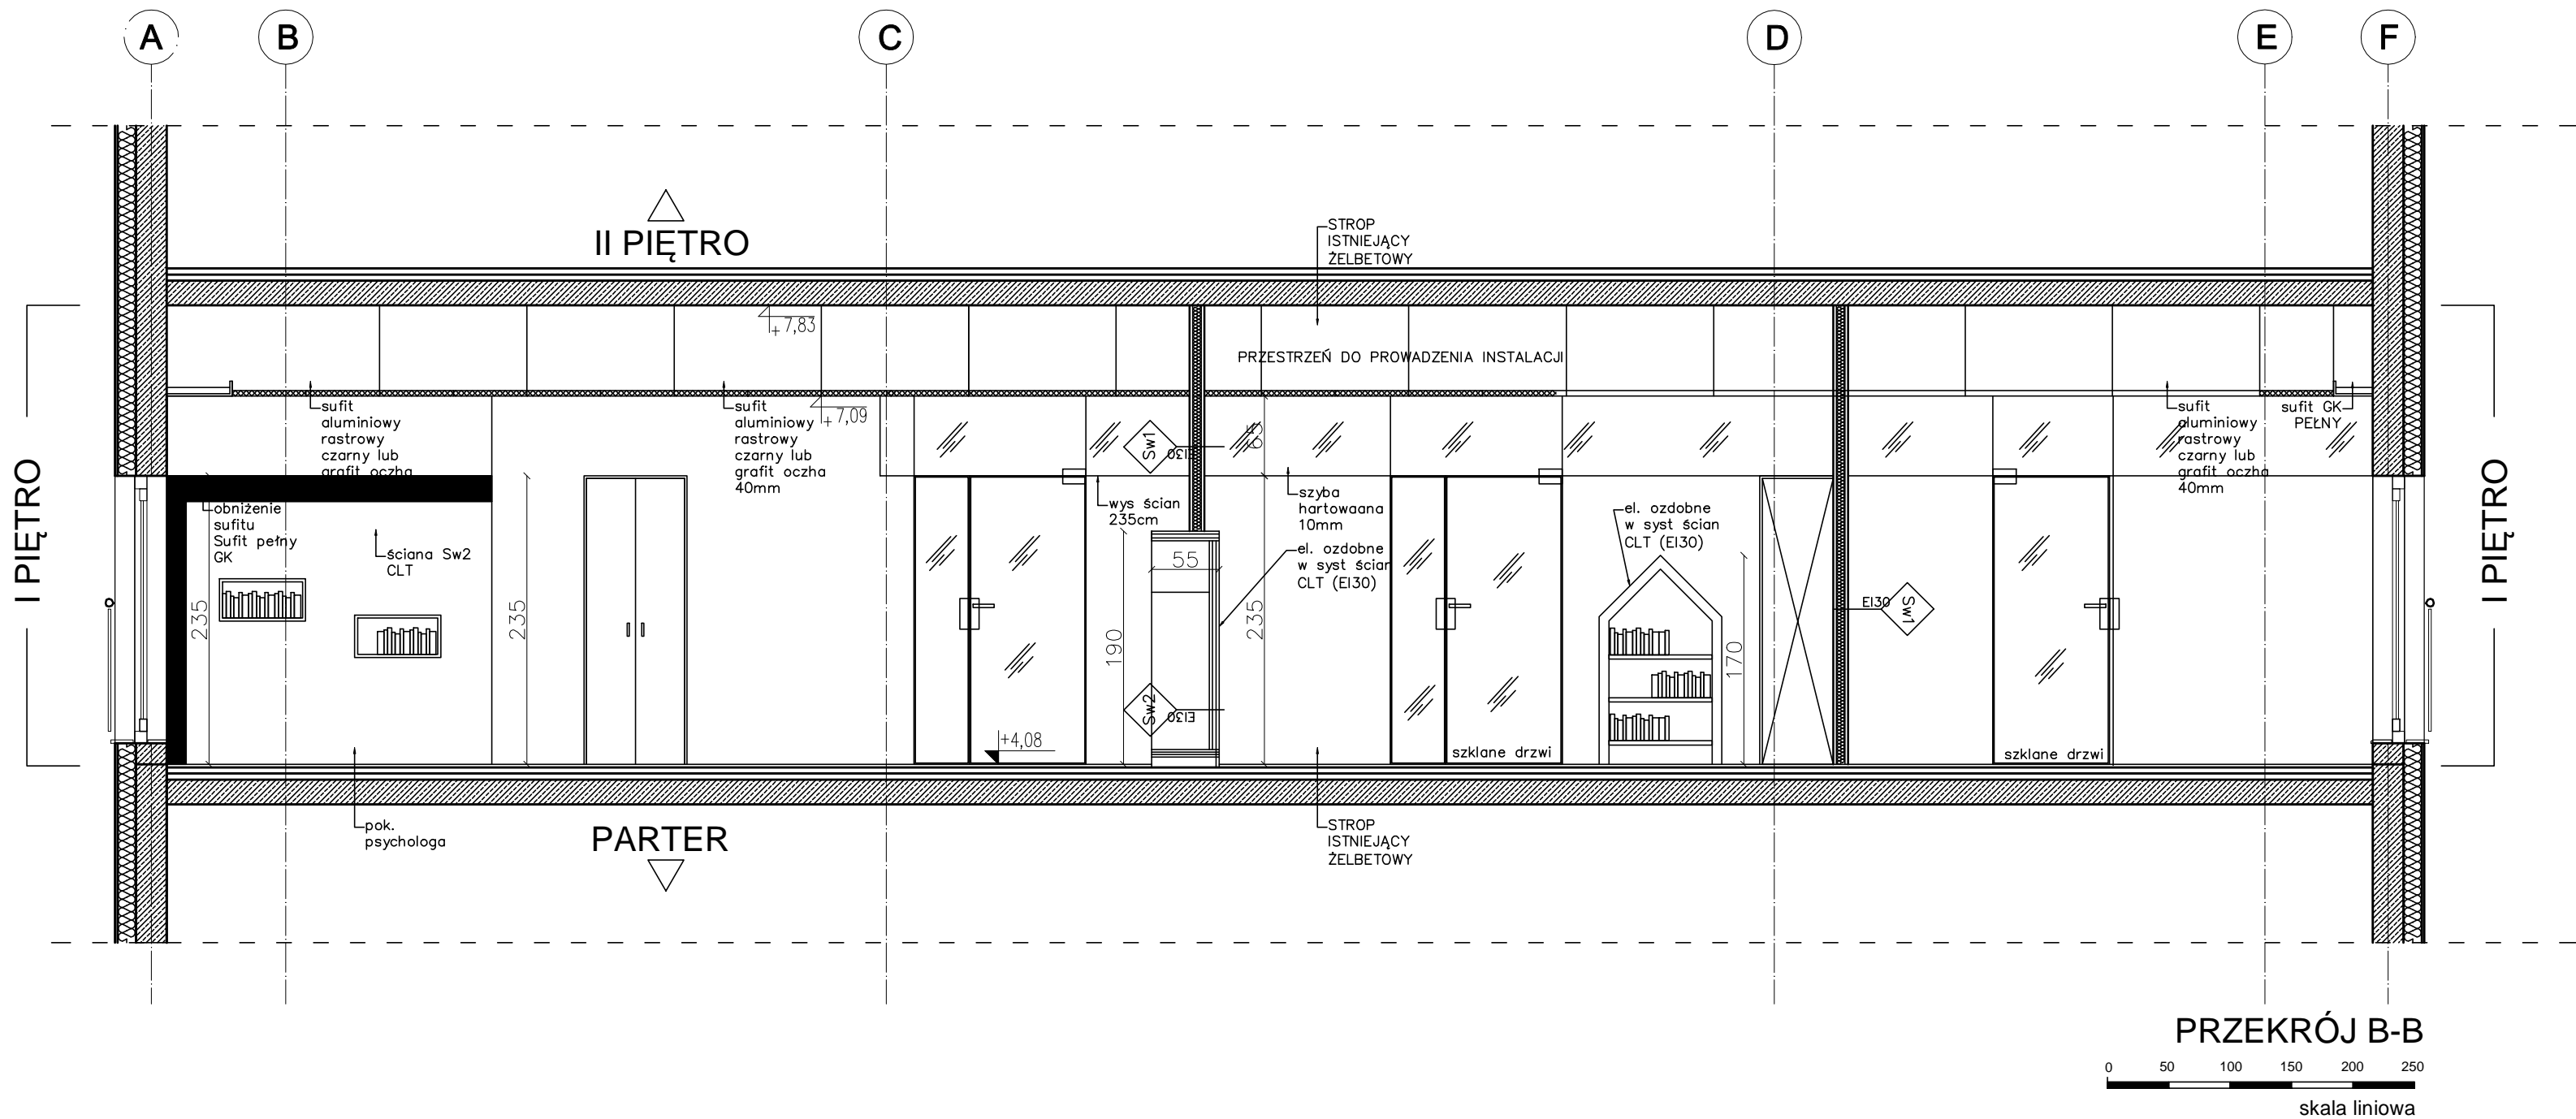 A
B
C
D
E
F
II PIĘTRO
STROP
ISTNIEJĄCY
ŻELBETOWY
+ 7,83
PRZESTRZEŃ DO PROWADZENIA INSTALACJI
sufit
aluminiowy
rastrowy
czarny lub
grafit oczha
sufit
aluminiowy
rastrowy
czarny lub
grafit oczha
40mm
+ 7,09
sufit
aluminiowy
rastrowy
czarny lub
grafit oczha
40mm
sufit GK
PEŁNY
I PIĘTRO
I PIĘTRO
Sw1
EI30
65
obniżenie
sufitu
Sufit pełny
GK
ściana Sw2
CLT
wys ścian
235cm
szyba
hartowaana
10mm
el. ozdobne
w syst ścian
CLT (EI30)
el. ozdobne
w syst ścian
CLT (EI30)
55
235
235
190
235
170
EI30
Sw1
Sw2
EI30
+4,08
szklane drzwi
szklane drzwi
pok.
psychologa
PARTER
STROP
ISTNIEJĄCY
ŻELBETOWY
PRZEKRÓJ B-B
0 50 100 150 200 250
skala liniowa